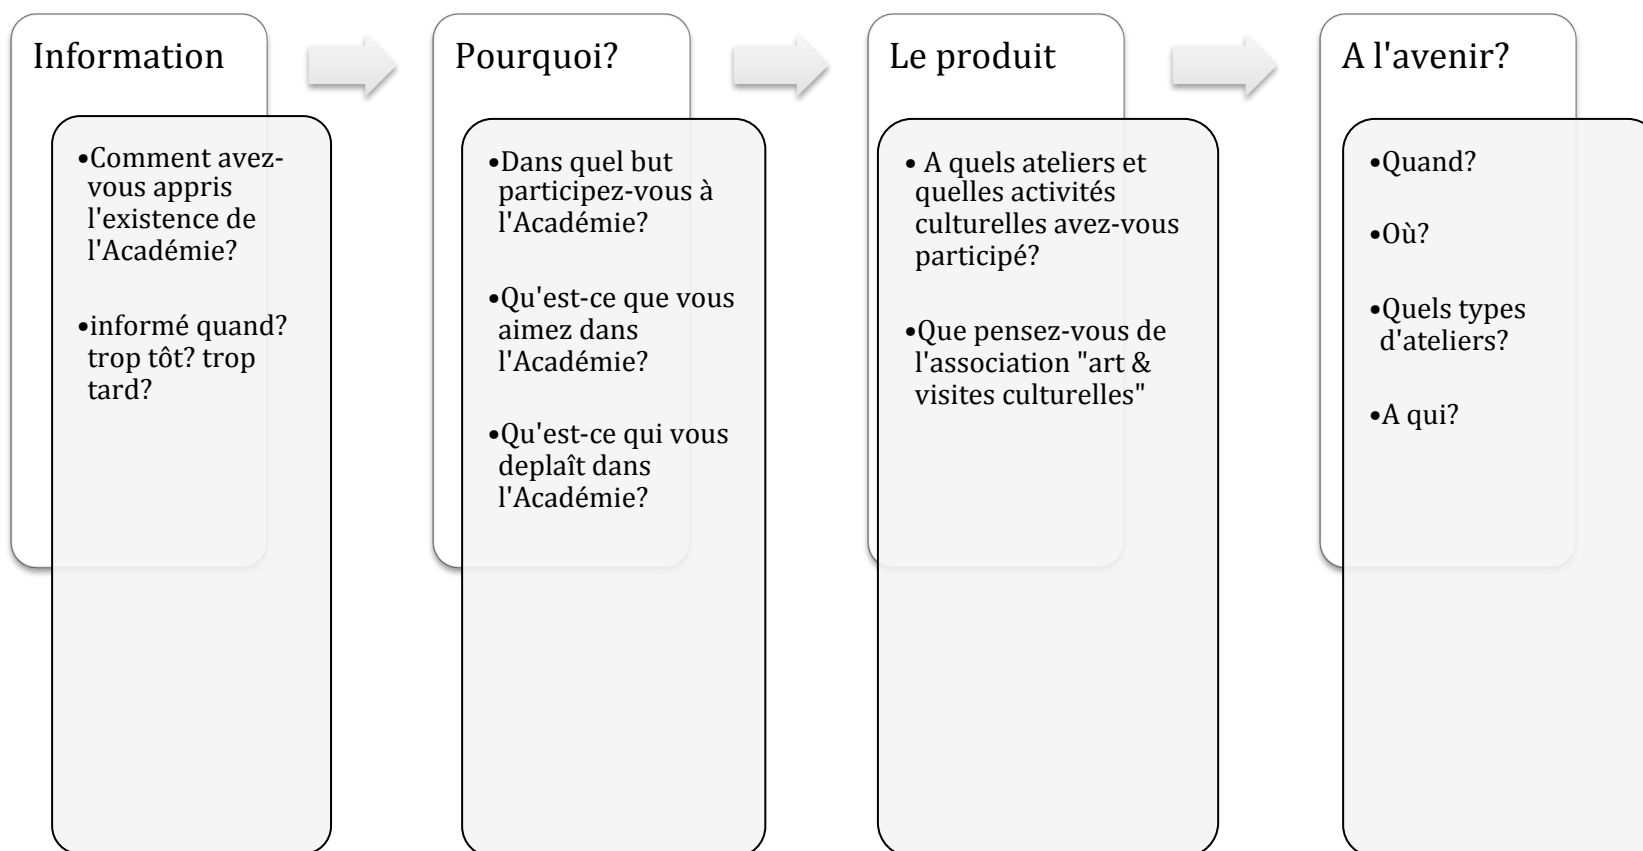 Information
•Comment avez-
vous appris
l'existence de
l'Académie?
•informé quand?
trop tôt? trop
tard?
Pourquoi?
•Dans quel but
participez-vous à
l'Académie?
•Qu'est-ce que vous
aimez dans
l'Académie?
•Qu'est-ce qui vous
deplaît dans
l'Académie?
Le produit
• A quels ateliers et
quelles activités
culturelles avez-vous
participé?
•Que pensez-vous de
l'association "art &
visites culturelles"
A l'avenir?
•Quand?
•Où?
•Quels types
d'ateliers?
•A qui?